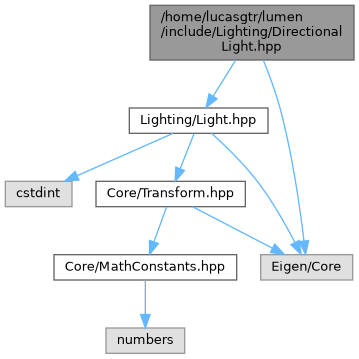 /home/lucasgtr/lumen
/include/Lighting/Directional
Light.hpp
Lighting/Light.hpp
cstdint
Core/Transform.hpp
Core/MathConstants.hpp
Eigen/Core
numbers